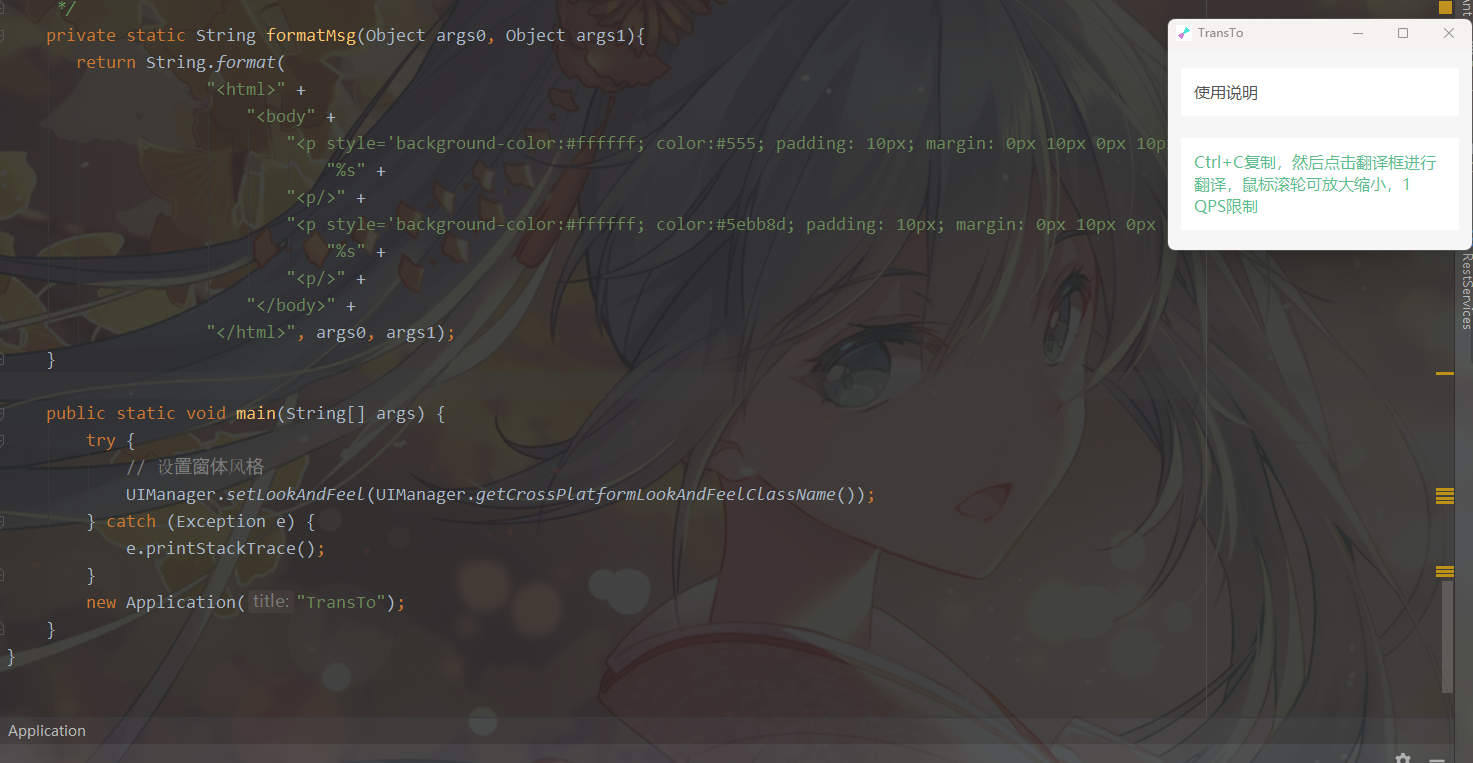 */
private static String formatMsg(Object args0, Object args1){
return String.format(
"<html>" +
"<body" +
"<p style='background-color:#ffffff; color:#555; padding: 10px; margin: 0px 10px 0px 10p
"%s" +
"<p/>" +
"<p style='background-color:#ffffff; color:#5ebb8d; padding: 10px; margin: 0px 10px 0px
"%s" +
"<p/>" +
"</body>" +
"</html>", args0, args1);
}
public static void main(String[] args) {
try {
// 设置窗体风格
UIManager.setLookAndFeel(UIManager.getCrossPlatformLookAndFeelClassName());
} catch (Exception e) {
e.printStackTrace();
}
new Application( title: "TransTo");
}
}
Application
TransTo
使用说明
Ctrl+C复制，然后点击翻译框进行
翻译，鼠标滚轮可放大缩小，1
QPS限制
RestServices